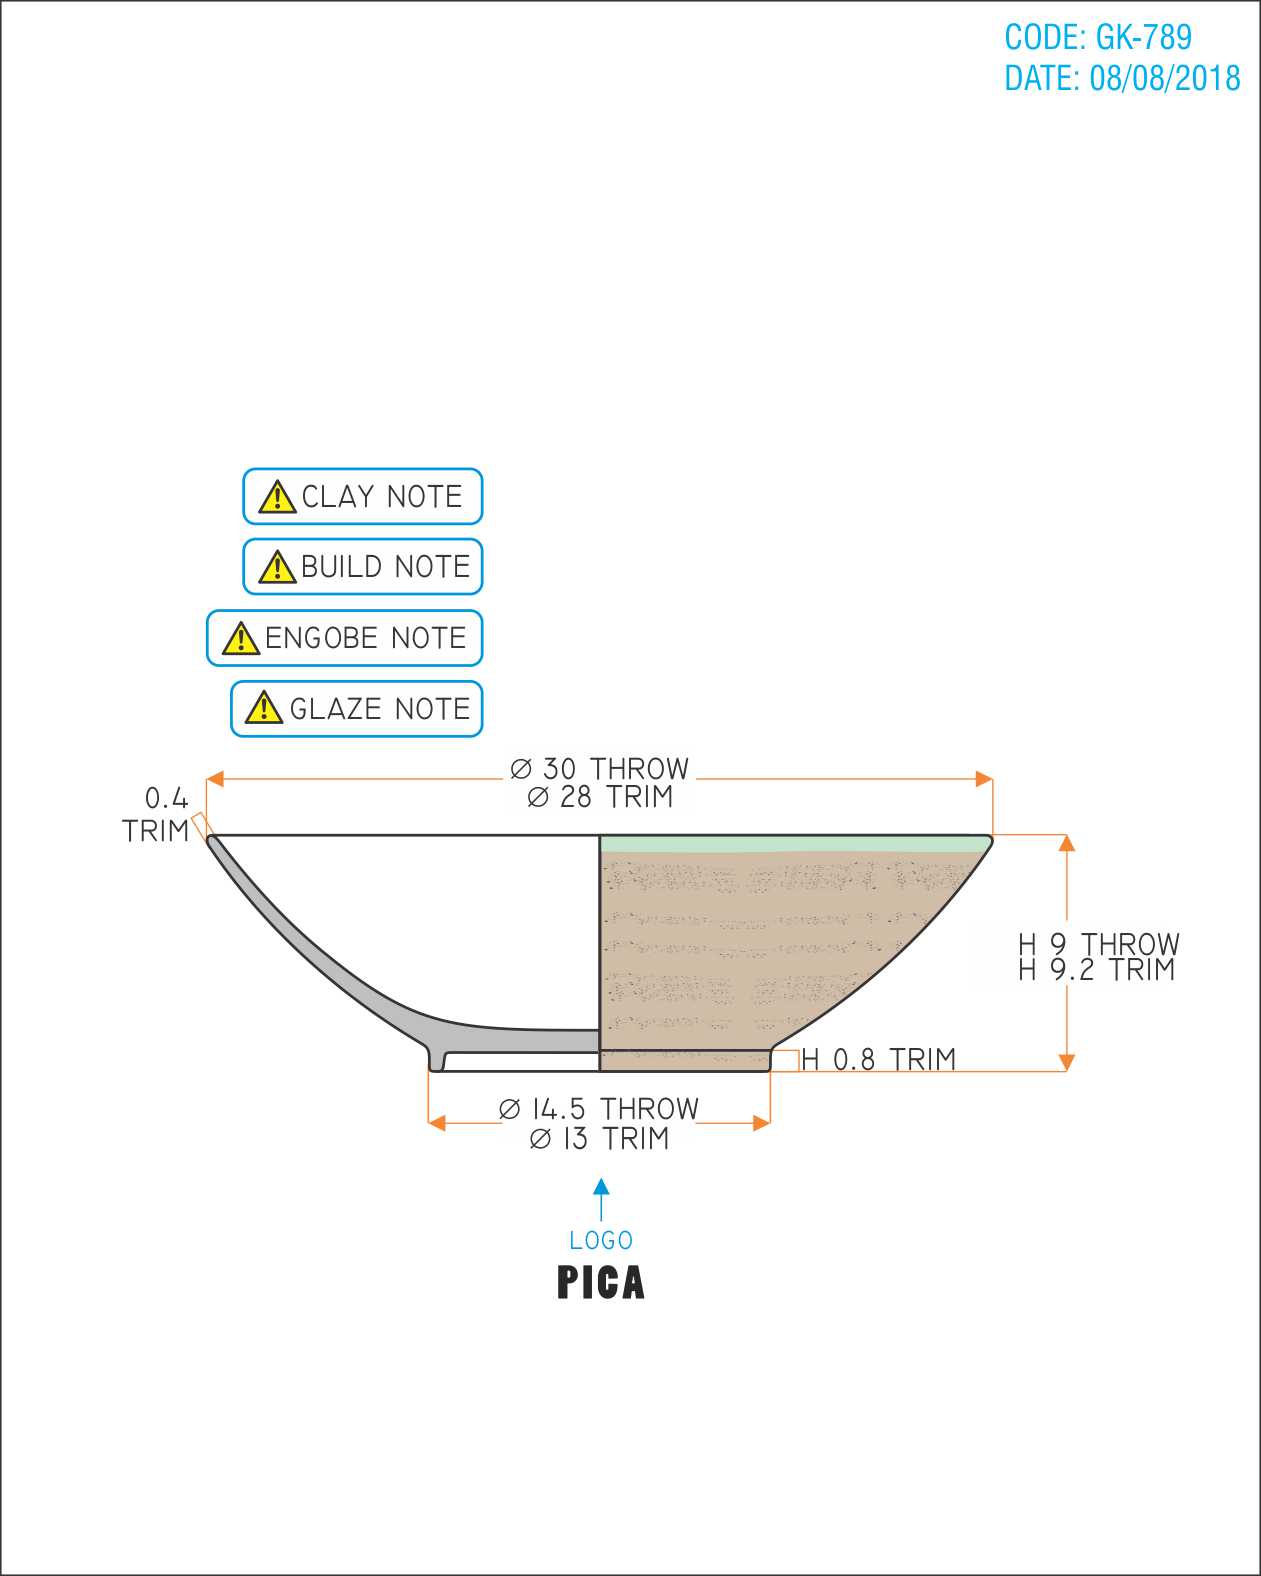 CODE: GK-789
DATE: 08/08/2018
CLAY NOTE
BUILD NOTE
ENGOBE NOTE
GLAZE NOTE
Ø 30 THROW
Ø 28 TRIM
0.4
TRIM
H 9 THROW
H 9.2 TRIM
H 0.8 TRIM
Ø 14.5 THROW
Ø 13 TRIM
LOGO
PICA